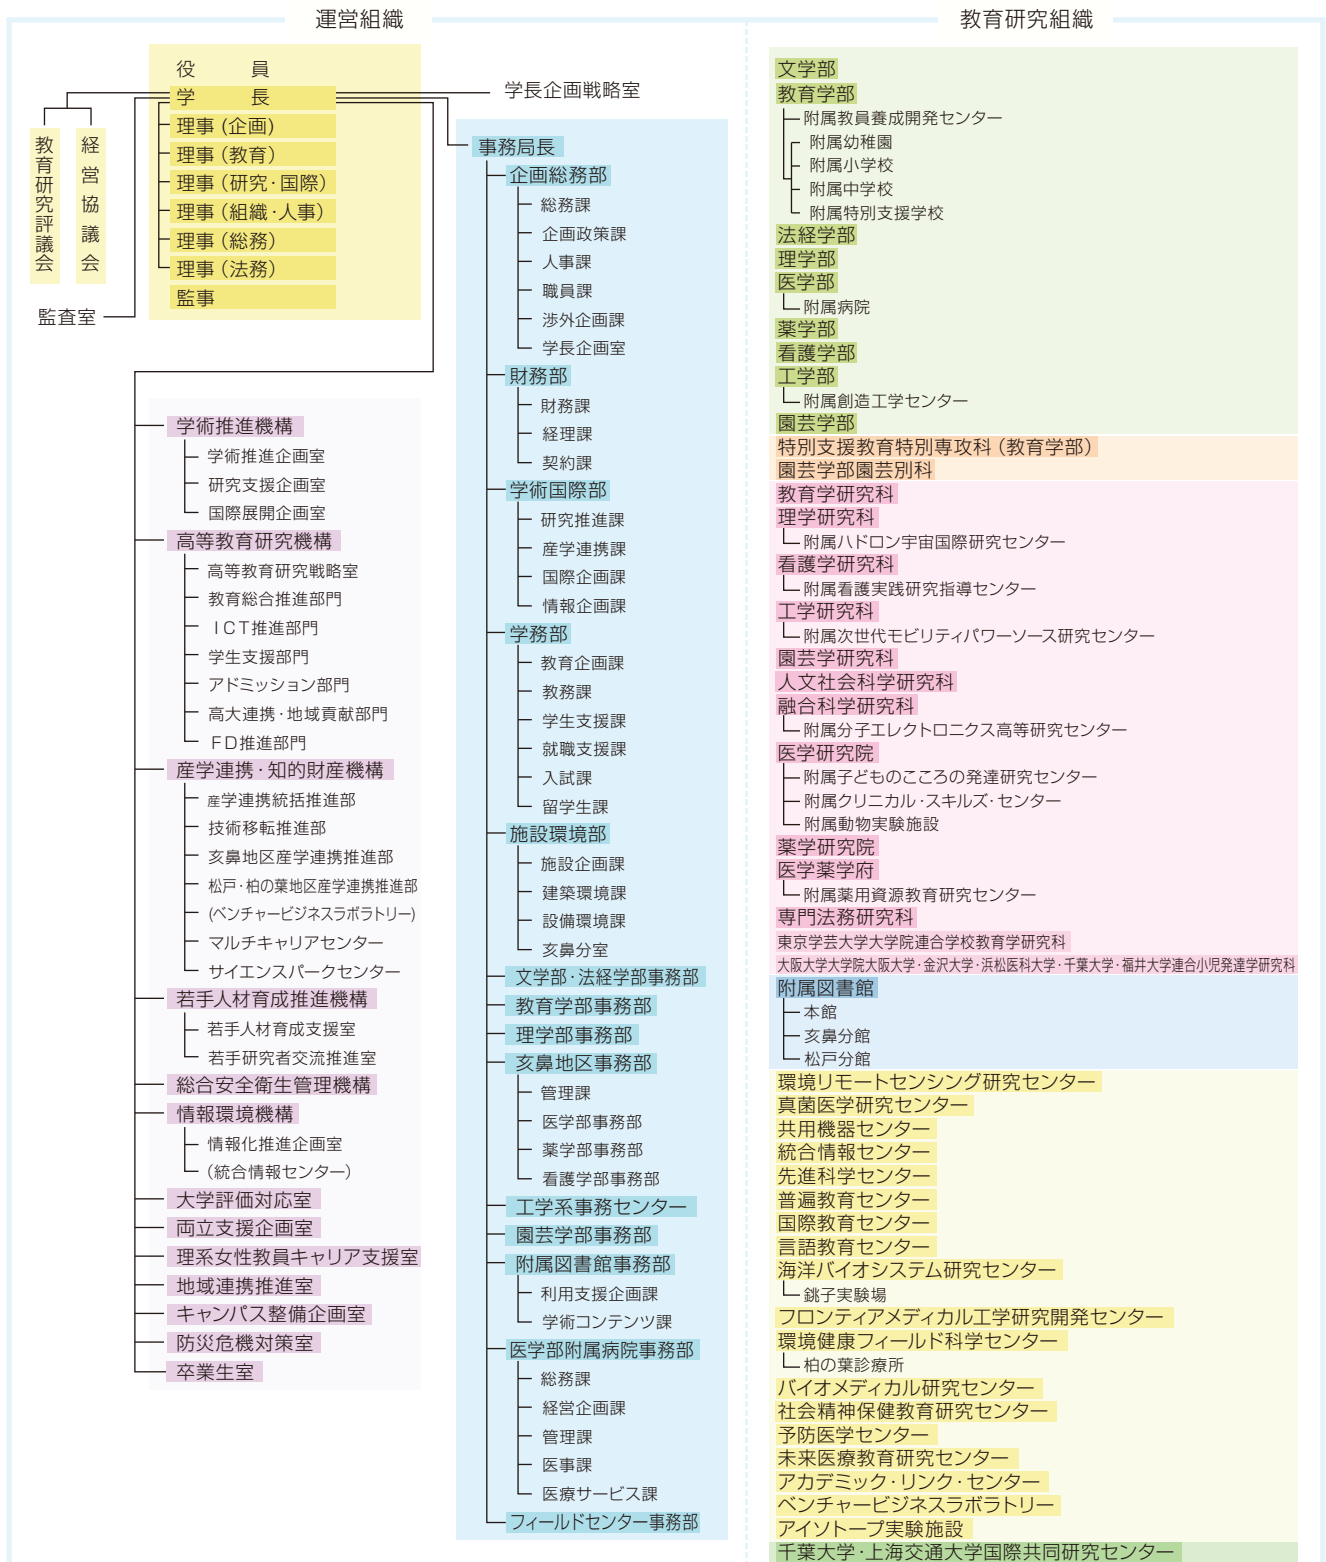 運営組織
役員
学長
理事（企画）
理事（教育）
理事（研究・国際）
理事（組織・人事）
理事（総務）
理事（法務）
監事
教育研究評議会
経営協議会
監査室
学長企画戦略室
学術推進機構
学術推進企画室
研究支援企画室
国際展開企画室
高等教育研究機構
高等教育研究戦略室
教育総合推進部門
ICT推進部門
学生支援部門
アドミッション部門
高大連携・地域貢献部門
FD推進部門
産学連携・知的財産機構
産学連携統括推進部
技術移転推進部
亥鼻地区産学連携推進部
松戸・柏の葉地区産学連携推進部
(ベンチャービジネスラボラトリー)
マルチキャリアセンター
サイエンスパークセンター
若手人材育成推進機構
若手人材育成支援室
若手研究者交流推進室
総合安全衛生管理機構
情報環境機構
情報化推進企画室
(統合情報センター)
大学評価対応室
両立支援企画室
理系女性教員キャリア支援室
地域連携推進室
キャンパス整備企画室
防災危機対策室
卒業生室
事務局長
企画総務部
総務課
企画政策課
人事課
職員課
渉外企画課
学長企画室
財務部
財務課
経理課
契約課
学術国際部
研究推進課
産学連携課
国際企画課
情報企画課
学務部
教育企画課
教務課
学生支援課
就職支援課
入試課
留学生課
施設環境部
施設企画課
建築環境課
設備環境課
亥鼻分室
文学部・法経学部事務部
教育学部事務部
理学部事務部
亥鼻地区事務部
管理課
医学部事務部
薬学部事務部
看護学部事務部
工学系事務センター
園芸学部事務部
附属図書館事務部
利用支援企画課
学術コンテンツ課
医学部附属病院事務部
総務課
経営企画課
管理課
医事課
医療サービス課
フィールドセンター事務部
教育研究組織
文学部
教育学部
附属教員養成開発センター
附属幼稚園
附属小学校
附属中学校
附属特別支援学校
法経学部
理学部
医学部
附属病院
薬学部
看護学部
工学部
附属創造工学センター
園芸学部
特別支援教育特別専攻科（教育学部）
園芸学部園芸別科
教育学研究科
理学研究科
附属ハドロン宇宙国際研究センター
看護学研究科
附属看護実践研究指導センター
工学研究科
附属次世代モビリティパワーソース研究センター
園芸学研究科
人文社会科学研究科
融合科学研究科
附属分子エレクトロニクス高等研究センター
医学研究院
附属子どものこころの発達研究センター
附属クリニカル・スキルズ・センター
附属動物実験施設
薬学研究院
医学薬学府
附属薬用資源教育研究センター
専門法務研究科
東京学芸大学大学院連合学校教育学研究科
大阪大学大学院大阪大学・金沢大学・浜松医科大学・千葉大学・福井大学連合小児発達学研究科
附属図書館
本館
亥鼻分館
松戸分館
環境リモートセンシング研究センター
真菌医学研究センター
共用機器センター
統合情報センター
先進科学センター
普遍教育センター
国際教育センター
言語教育センター
海洋バイオシステム研究センター
銚子実験場
フロンティアメディカル工学研究開発センター
環境健康フィールド科学センター
柏の葉診療所
バイオメディカル研究センター
社会精神保健教育研究センター
予防医学センター
未来医療教育研究センター
アカデミック・リンク・センター
ベンチャービジネスラボラトリー
アイソトープ実験施設
千葉大学・上海交通大学国際共同研究センター